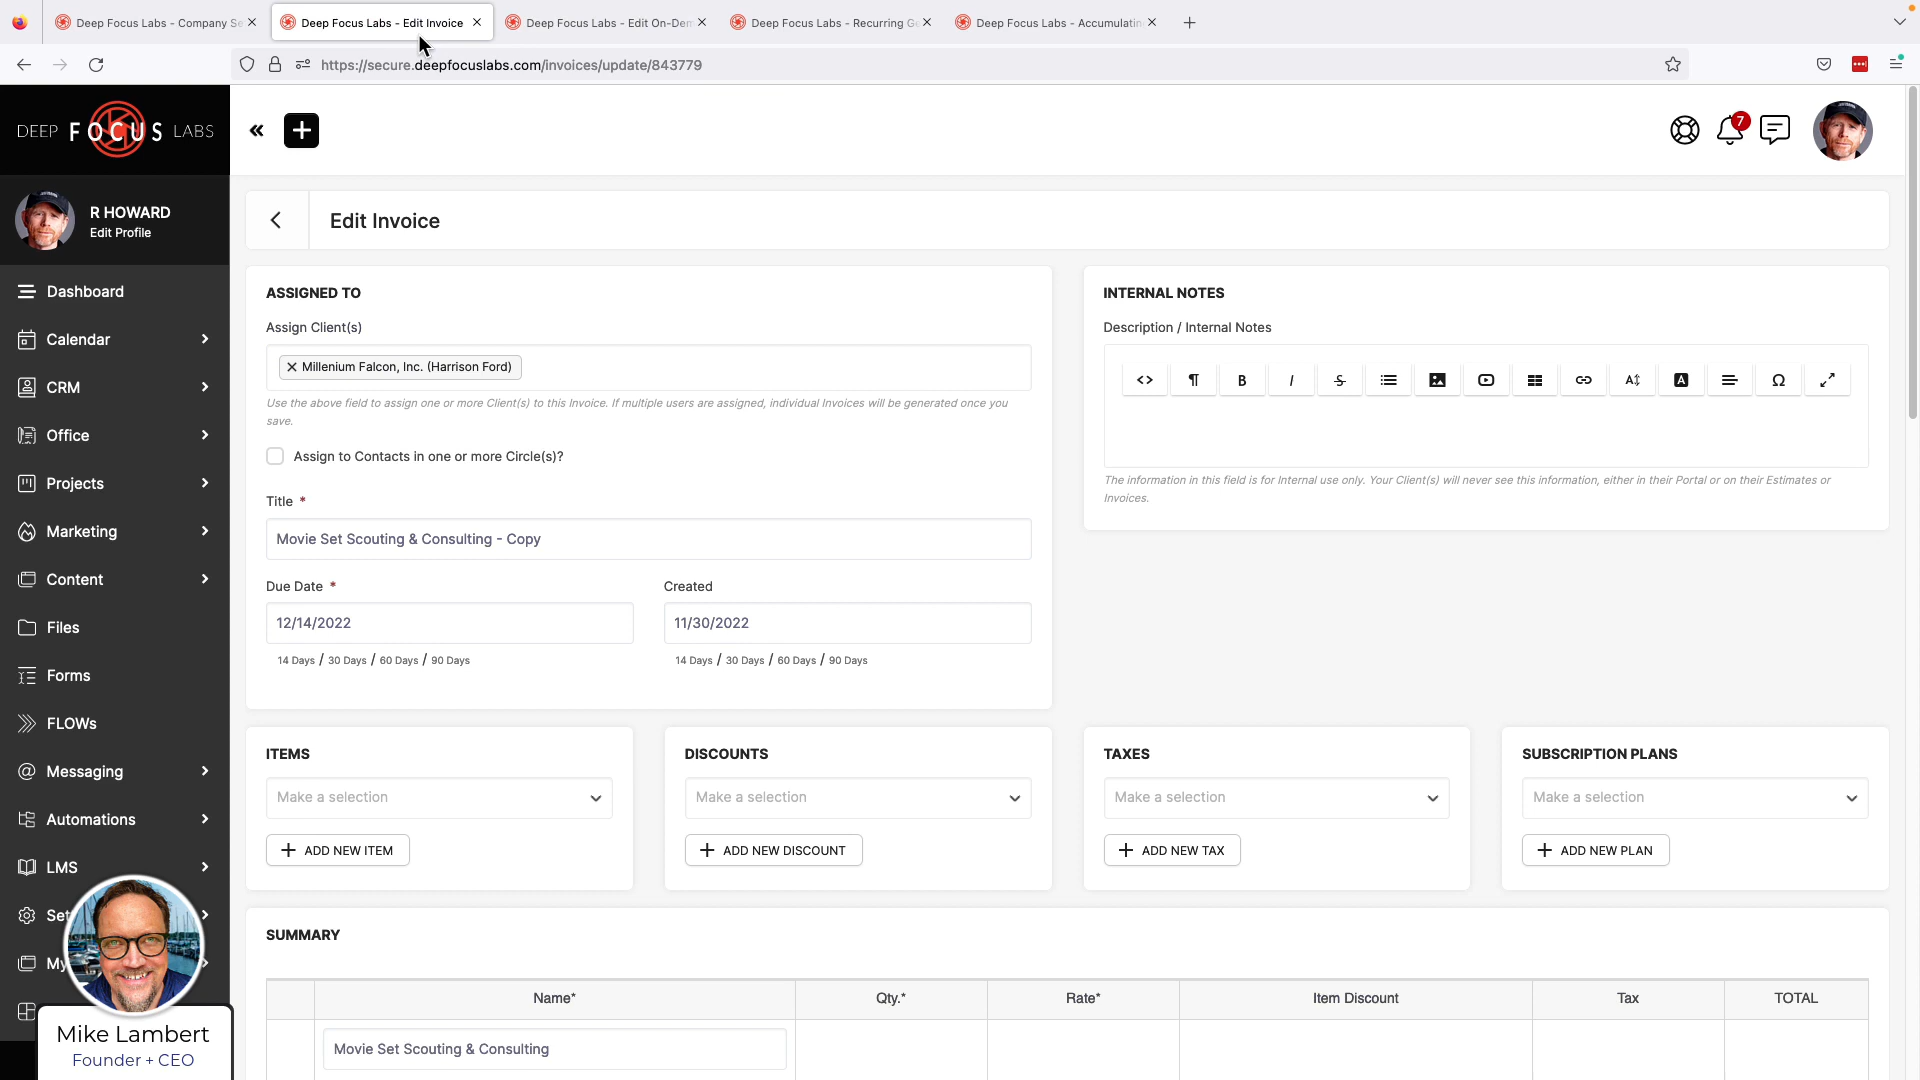 Deep Focus Labs - Company Se
Deep Focus Labs - Edit Invoice
Deep Focus Labs - Edit On-Den
Deep Focus Labs - Recurring Go
Deep Focus Labs - Accumulatin
https://secure.deepfocuslabs.com/invoices/update/843779
DEEP FOCUS LABS
7
R HOWARD
Edit Profile
Dashboard
Calendar
CRM
Office
Projects
Marketing
Content
Files
Forms
FLOWs
Messaging
Automations
LMS
Set
My
Mike Lambert
Founder + CEO
Edit Invoice
ASSIGNED TO
Assign Client(s)
Millenium Falcon, Inc. (Harrison Ford)
Use the above field to assign one or more Client(s) to this Invoice. If multiple users are assigned, individual Invoices will be generated once you
save.
Assign to Contacts in one or more Circle(s)?
Title *
Movie Set Scouting & Consulting - Copy
Due Date *
Created
12/14/2022
11/30/2022
14 Days / 30 Days / 60 Days / 90 Days
14 Days / 30 Days / 60 Days / 90 Days
INTERNAL NOTES
Description / Internal Notes
The information in this field is for Internal use only. Your Client(s) will never see this information, either in their Portal or on their Estimates or
Invoices.
ITEMS
Make a selection
ADD NEW ITEM
DISCOUNTS
Make a selection
ADD NEW DISCOUNT
TAXES
Make a selection
ADD NEW TAX
SUBSCRIPTION PLANS
Make a selection
ADD NEW PLAN
SUMMARY
Name* Qty.* Rate* Item Discount Tax TOTAL
Movie Set Scouting & Consulting